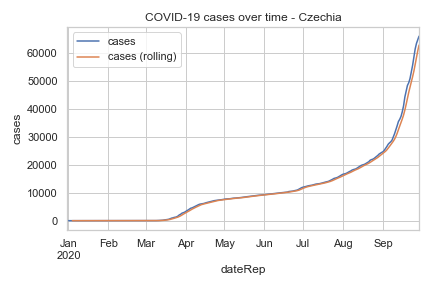 COVID-19 cases over time - Czechia
cases
cases (rolling)
60000
50000
40000
30000
20000
10000
0
cases
Jan Feb Mar Apr May Jun Jul Aug Sep
2020
dateRep